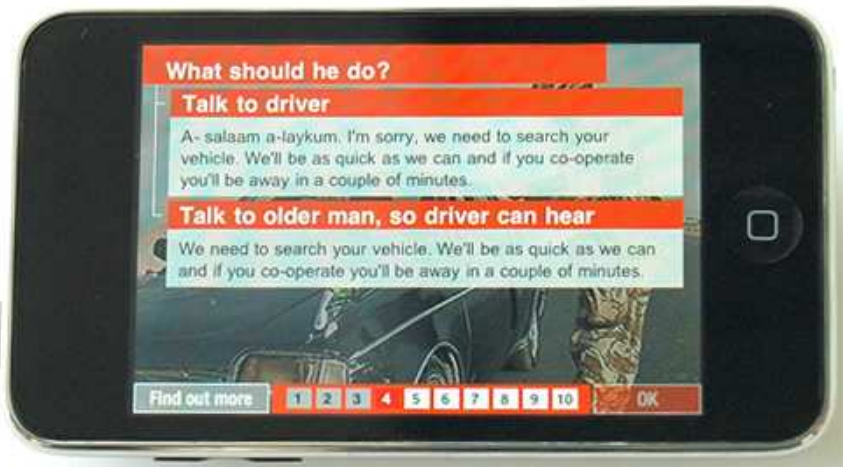 What should he do?
Talk to driver
A- salaam a-laykum. I'm sorry, we need to search your
vehicle. We'll be as quick as we can and if you co-operate
you'll be away in a couple of minutes.
Talk to older man, so driver can hear
We need to search your vehicle. We'll be as quick as we can
and if you co-operate you'll be away in a couple of minutes.
Find out more 1 2 3 4 5 6 7 8 9 10 OK